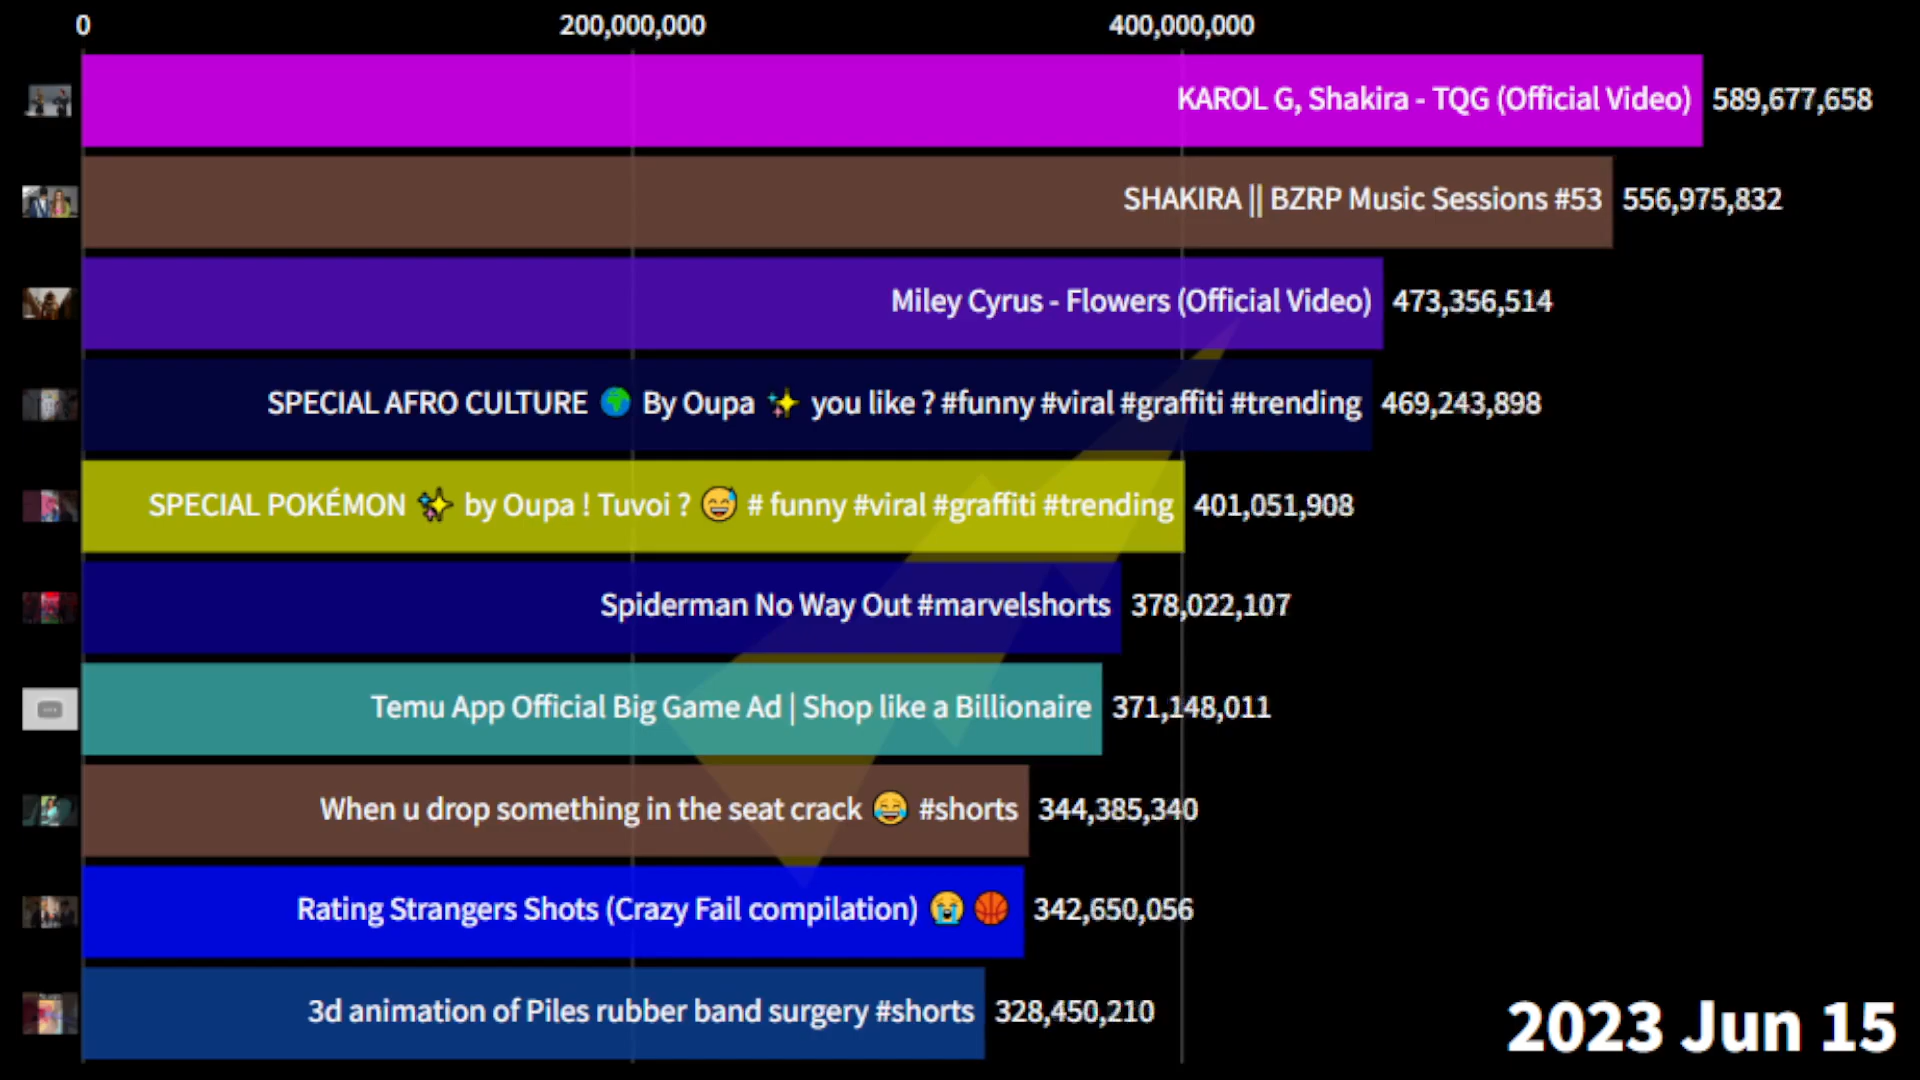 0 200,000,000 400,000,000
KAROL G, Shakira - TQG (Official Video) 589,677,658
SHAKIRA || BZRP Music Sessions #53 556,975,832
Miley Cyrus - Flowers (Official Video) 473,356,514
SPECIAL AFRO CULTURE 🌍 By Oupa ✨ you like ? #funny #viral #graffiti #trending 469,243,898
SPECIAL POKÉMON ✨ by Oupa ! Tuvoi ? 😅 # funny #viral #graffiti #trending 401,051,908
Spiderman No Way Out #marvelshorts 378,022,107
Temu App Official Big Game Ad | Shop like a Billionaire 371,148,011
When u drop something in the seat crack 😂 #shorts 344,385,340
Rating Strangers Shots (Crazy Fail compilation) 😭 🏀 342,650,056
3d animation of Piles rubber band surgery #shorts 328,450,210
2023 Jun 15